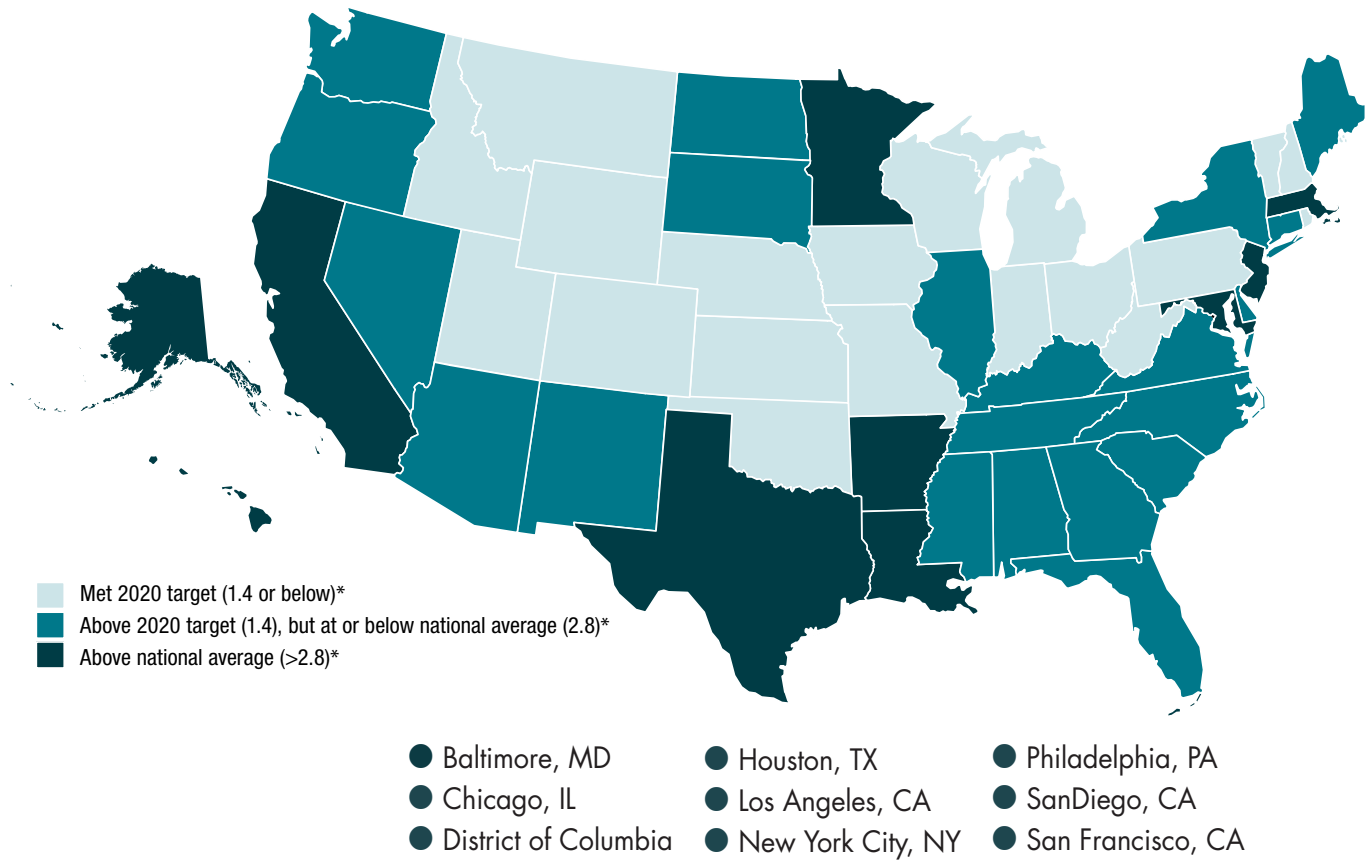 Met 2020 target (1.4 or below)*
Above 2020 target (1.4), but at or below national average (2.8)*
Above national average (>2.8)*
Baltimore, MD
Chicago, IL
District of Columbia
Houston, TX
Los Angeles, CA
New York City, NY
Philadelphia, PA
SanDiego, CA
San Francisco, CA